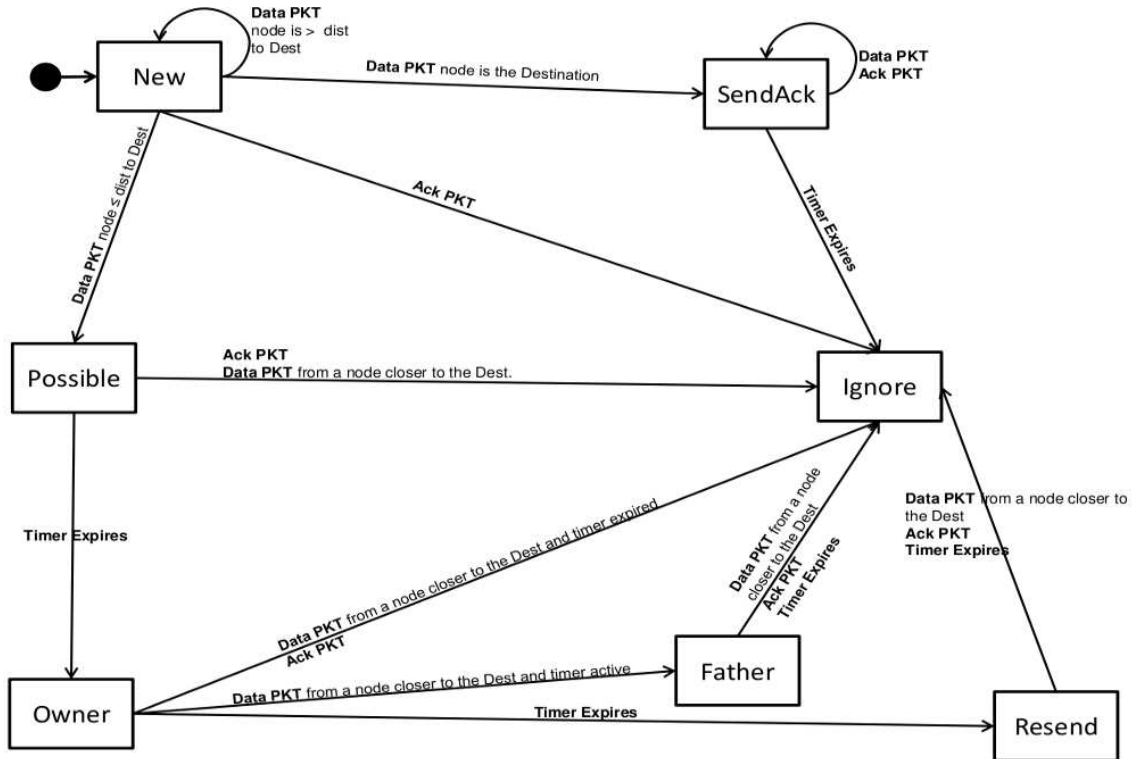 Data PKT
node is > dist
to Dest
New
Data PKT node is the Destination
SendAck
Data PKT
Ack PKT
Data PKT node ≤ dist to Dest
Ack PKT
Timer Expires
Possible
Ack PKT
Data PKT from a node closer to the Dest.
Ignore
Timer Expires
Data PKT from a node closer to the Dest and timer expired
Ack PKT
Data PKT from a node
closer to the Dest
Ack PKT
Timer Expires
Data PKT from a node closer to
the Dest
Ack PKT
Timer Expires
Owner
Data PKT from a node closer to the Dest and timer active
Father
Timer Expires
Resend